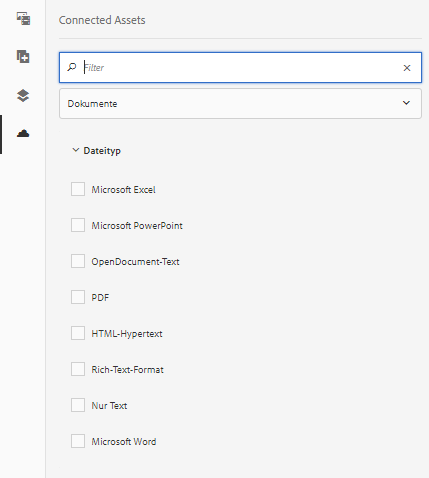 Connected Assets
Filter
Dokumente
Dateityp
Microsoft Excel
Microsoft PowerPoint
OpenDocument-Text
PDF
HTML-Hypertext
Rich-Text-Format
Nur Text
Microsoft Word